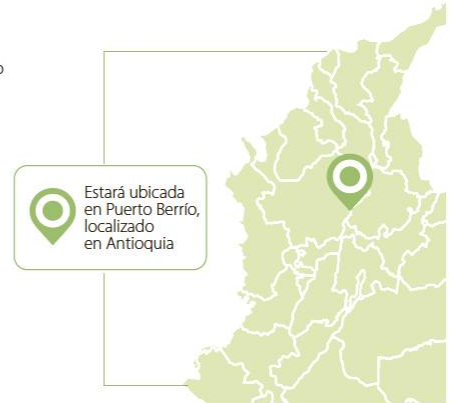 o
Estará ubicada
en Puerto Berrío,
localizado
en Antioquia